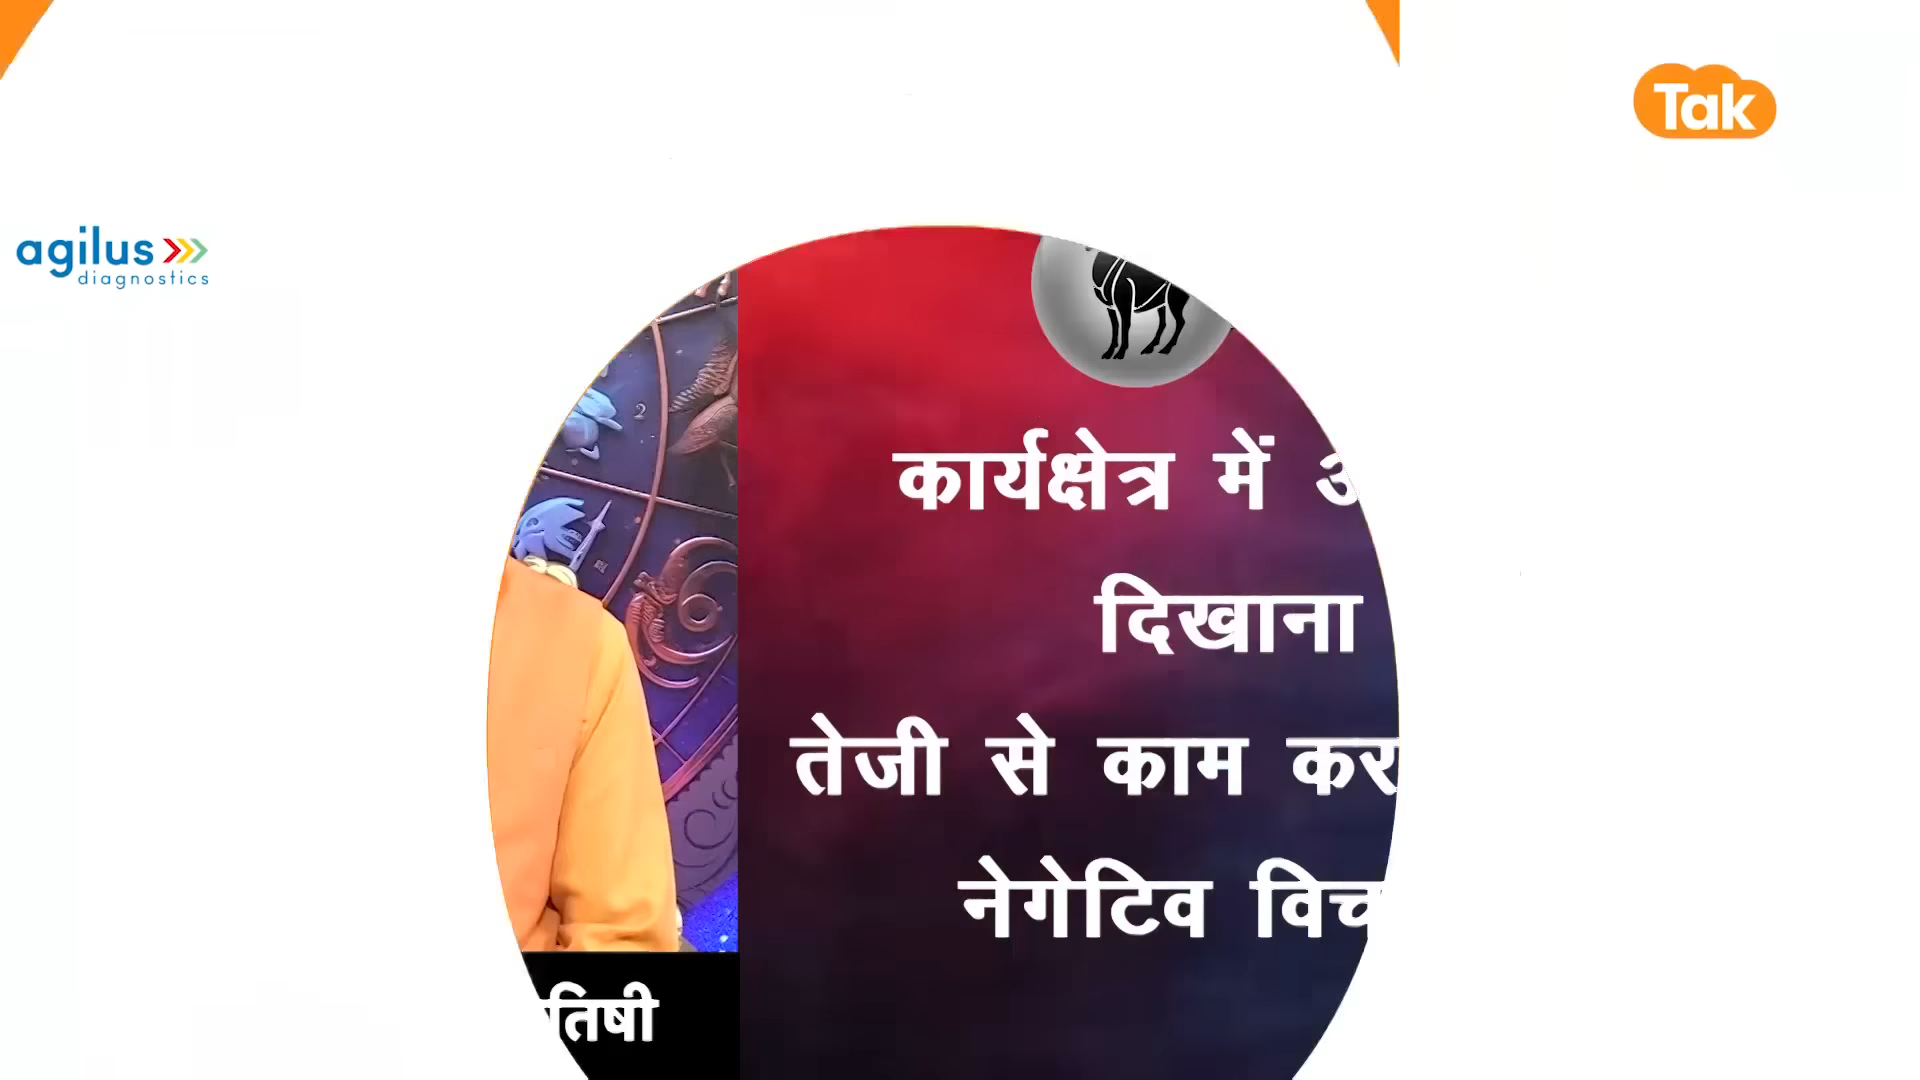 Tak
agilus
diagnostics
कार्यक्षेत्र में
दिखाना
तेजी से काम कर
नेगेटिव